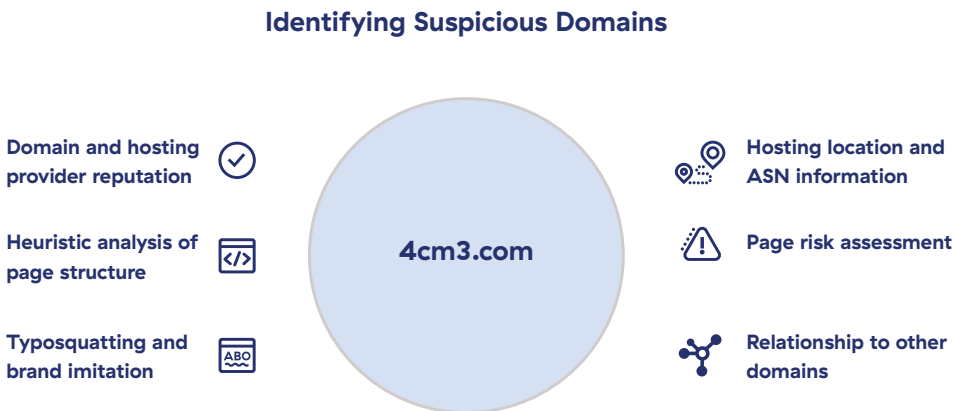 Identifying Suspicious Domains
Domain and hosting
provider reputation
Heuristic analysis of
page structure
</>
Typosquatting and
brand imitation
ABO
4cm3.com
Hosting location and
ASN information
Page risk assessment
Relationship to other
domains